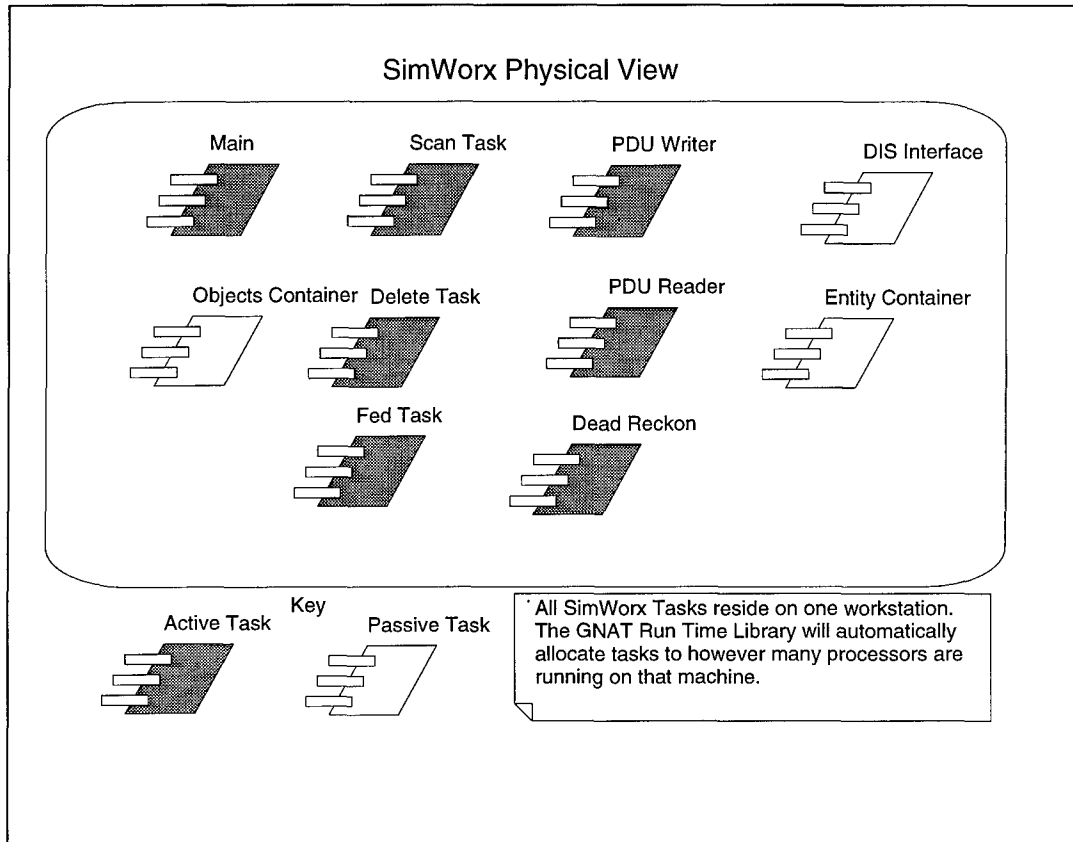 SimWorx Physical View
Main
Scan Task
PDU Writer
DIS Interface
Objects Container
Delete Task
PDU Reader
Entity Container
Fed Task
Dead Reckon
Key
Active Task
Passive Task
All SimWorx Tasks reside on one workstation.
The GNAT Run Time Library will automatically
allocate tasks to however many processors are
running on that machine.